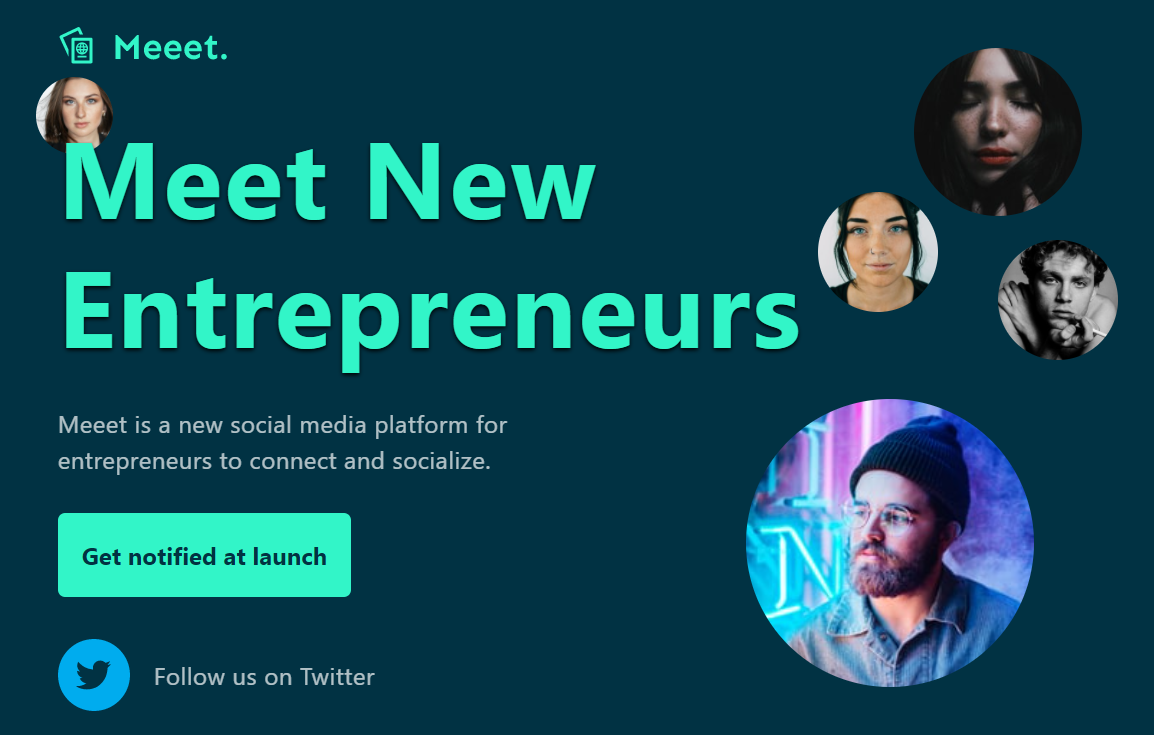 Meeet.
Meet New
Entrepreneurs
Meeet is a new social media platform for
entrepreneurs to connect and socialize.
Get notified at launch
Follow us on Twitter